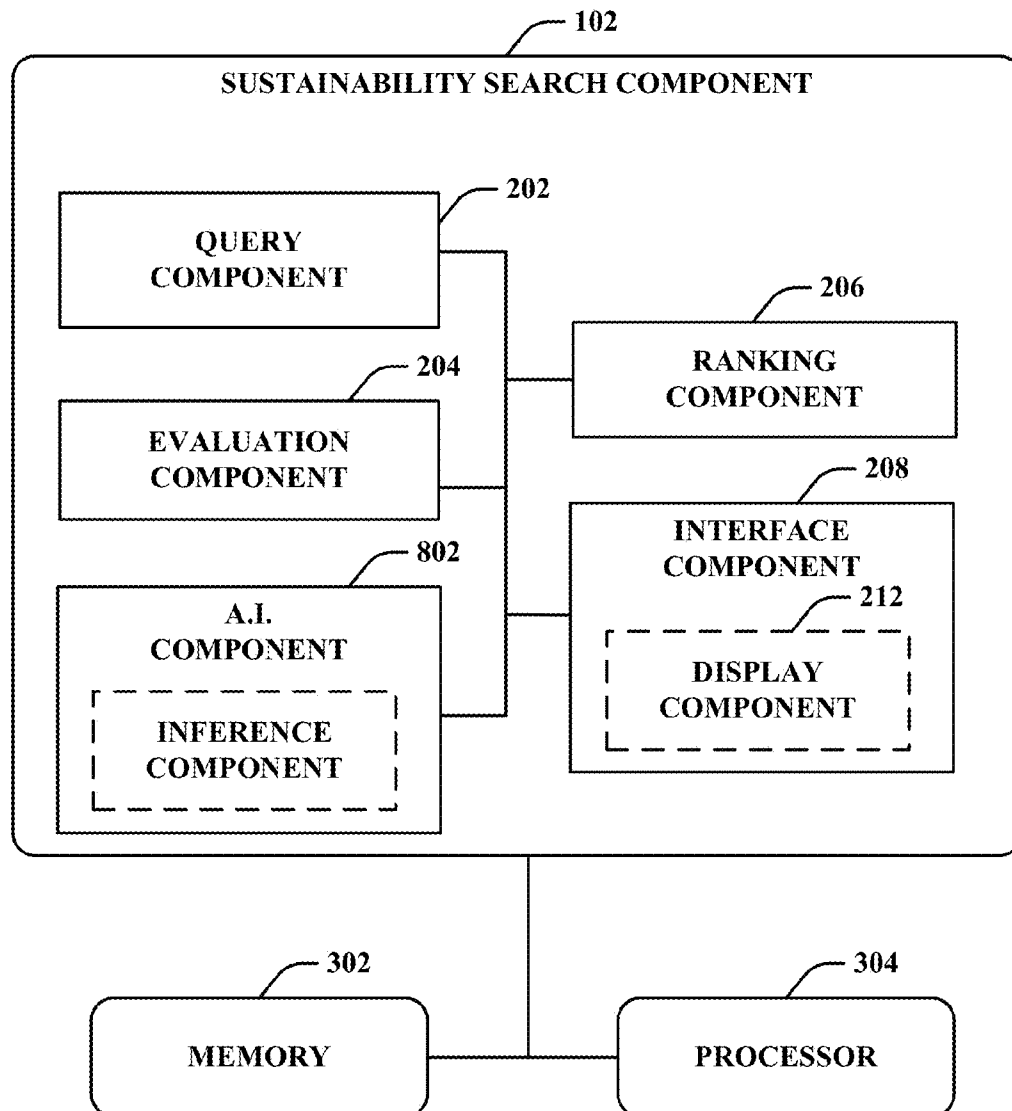 102
SUSTAINABILITY SEARCH COMPONENT
202
QUERY
COMPONENT
206
RANKING
COMPONENT
204
EVALUATION
COMPONENT
208
INTERFACE
COMPONENT
212
DISPLAY
COMPONENT
802
A.I.
COMPONENT
INFERENCE
COMPONENT
302
MEMORY
304
PROCESSOR